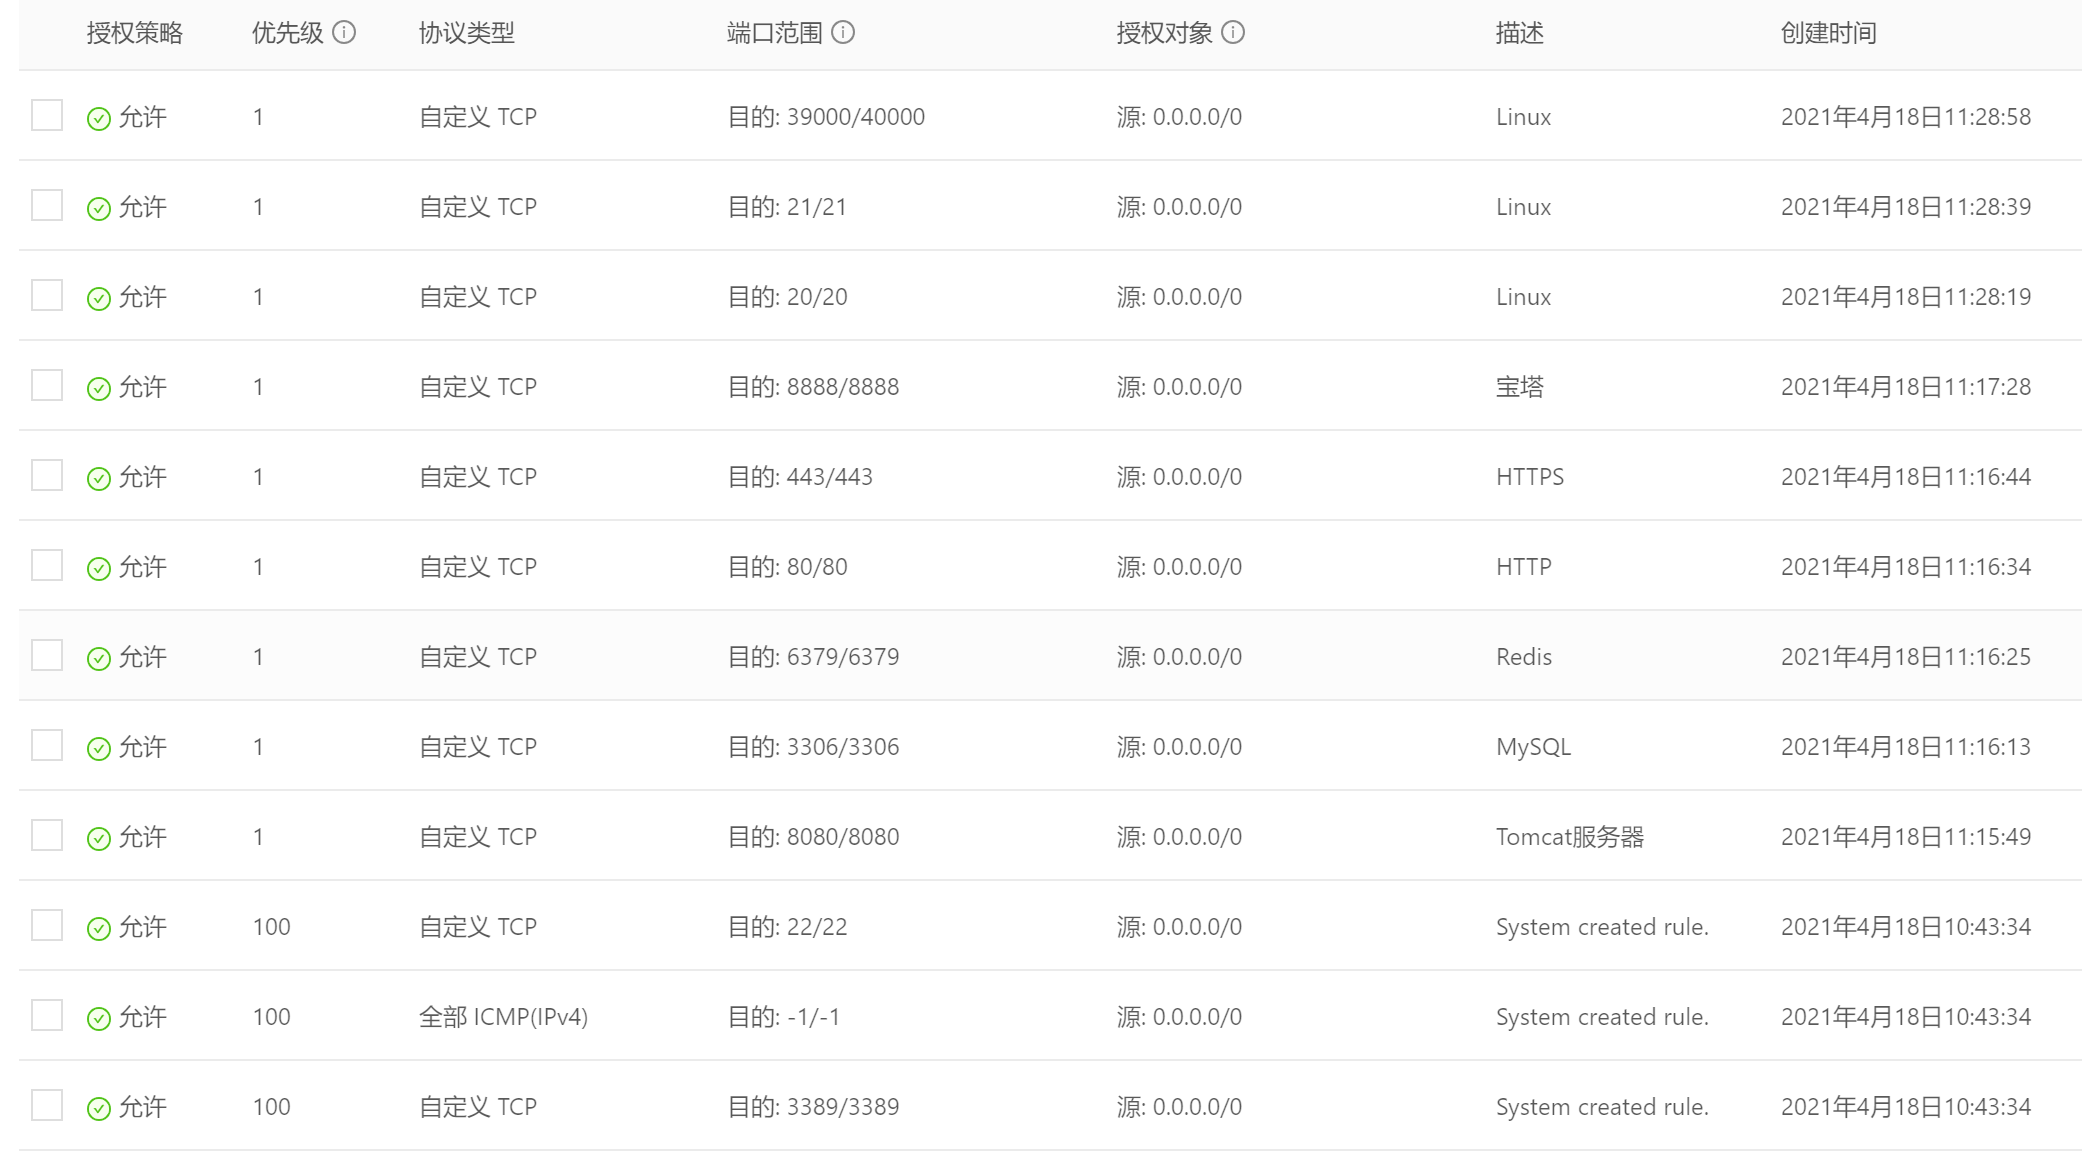 授权策略 优先级 协议类型 端口范围 授权对象 描述 创建时间
允许 1 自定义 TCP 目的: 39000/40000 源: 0.0.0.0/0 Linux 2021年4月18日11:28:58
允许 1 自定义 TCP 目的: 21/21 源: 0.0.0.0/0 Linux 2021年4月18日11:28:39
允许 1 自定义 TCP 目的: 20/20 源: 0.0.0.0/0 Linux 2021年4月18日11:28:19
允许 1 自定义 TCP 目的: 8888/8888 源: 0.0.0.0/0 宝塔 2021年4月18日11:17:28
允许 1 自定义 TCP 目的: 443/443 源: 0.0.0.0/0 HTTPS 2021年4月18日11:16:44
允许 1 自定义 TCP 目的: 80/80 源: 0.0.0.0/0 HTTP 2021年4月18日11:16:34
允许 1 自定义 TCP 目的: 6379/6379 源: 0.0.0.0/0 Redis 2021年4月18日11:16:25
允许 1 自定义 TCP 目的: 3306/3306 源: 0.0.0.0/0 MySQL 2021年4月18日11:16:13
允许 1 自定义 TCP 目的: 8080/8080 源: 0.0.0.0/0 Tomcat服务器 2021年4月18日11:15:49
允许 100 自定义 TCP 目的: 22/22 源: 0.0.0.0/0 System created rule. 2021年4月18日10:43:34
允许 100 全部 ICMP(IPv4) 目的: -1/-1 源: 0.0.0.0/0 System created rule. 2021年4月18日10:43:34
允许 100 自定义 TCP 目的: 3389/3389 源: 0.0.0.0/0 System created rule. 2021年4月18日10:43:34